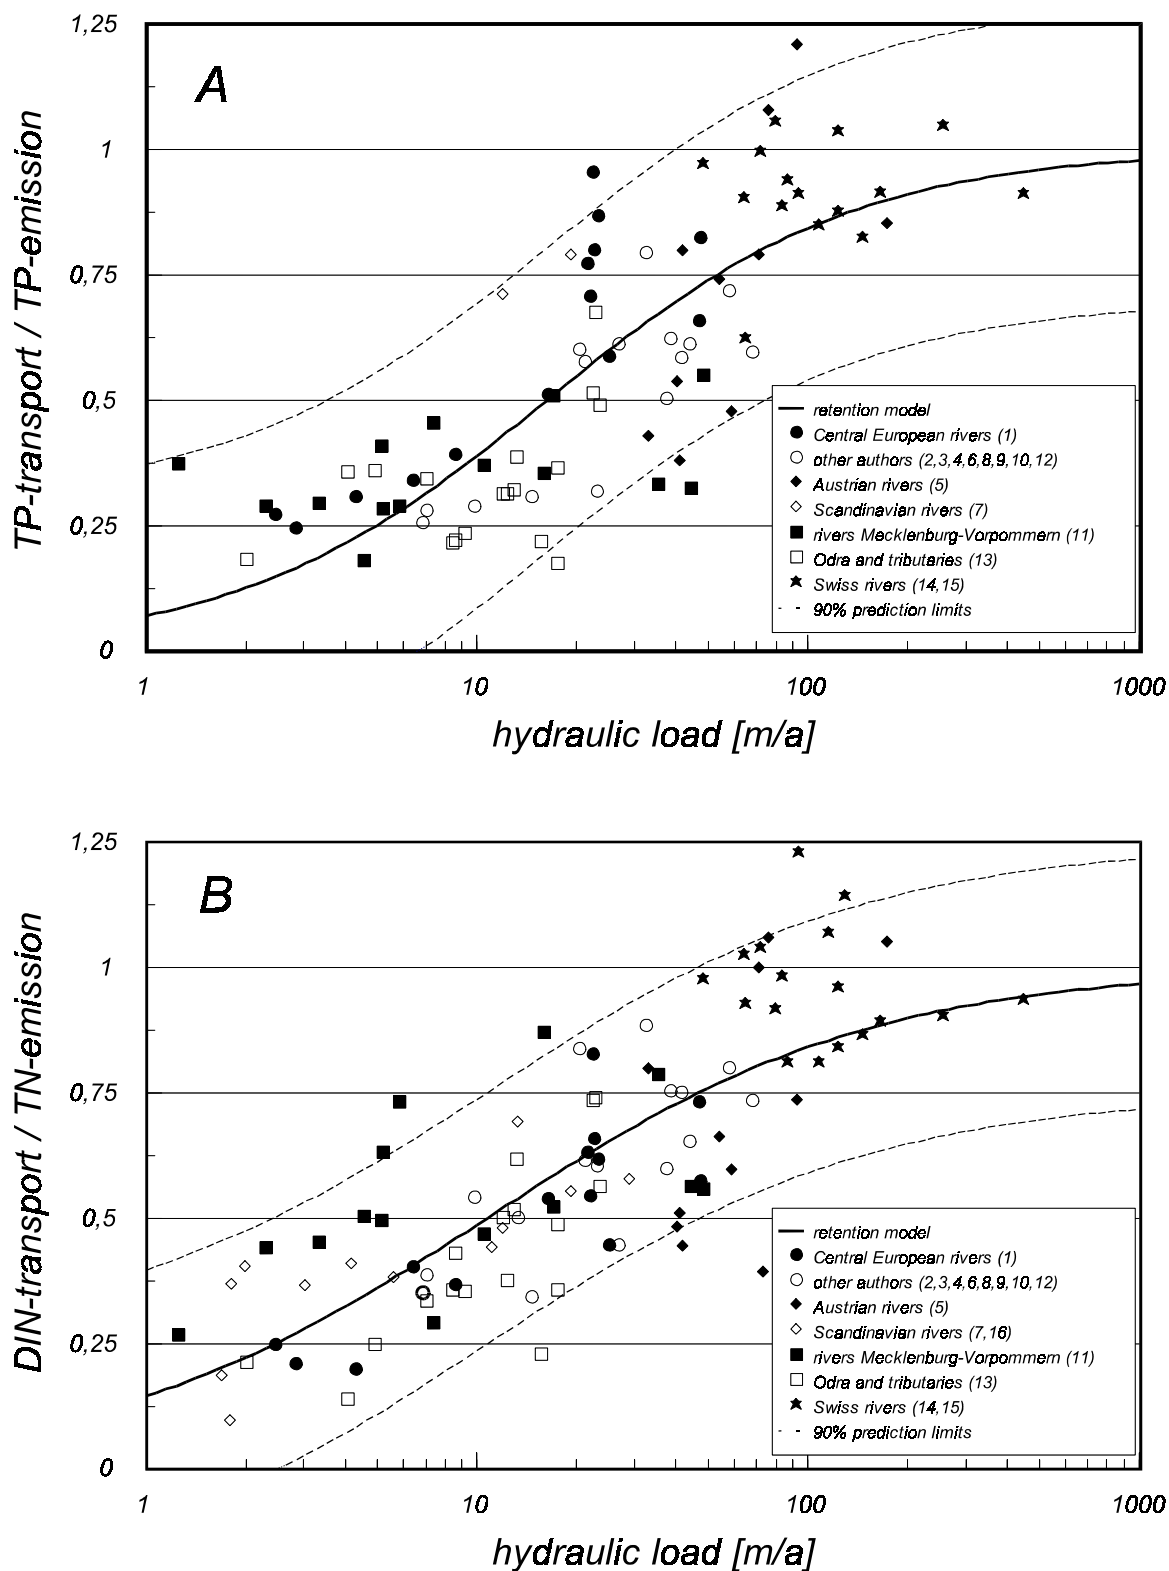 1,25
A
1
0,75
0,5
0,25
0
TP-transport / TP-emission
retention model
Central European rivers (1)
other authors (2,3,4,6,8,9,10,12)
Austrian rivers (5)
Scandinavian rivers (7)
rivers Mecklenburg-Vorpommern (11)
Odra and tributaries (13)
Swiss rivers (14,15)
90% prediction limits
1 10 100 1000
hydraulic load [m/a]
1,25
B
1
0,75
0,5
0,25
0
DIN-transport / TN-emission
retention model
Central European rivers (1)
other authors (2,3,4,6,8,9,10,12)
Austrian rivers (5)
Scandinavian rivers (7,16)
rivers Mecklenburg-Vorpommern (11)
Odra and tributaries (13)
Swiss rivers (14,15)
90% prediction limits
1 10 100 1000
hydraulic load [m/a]